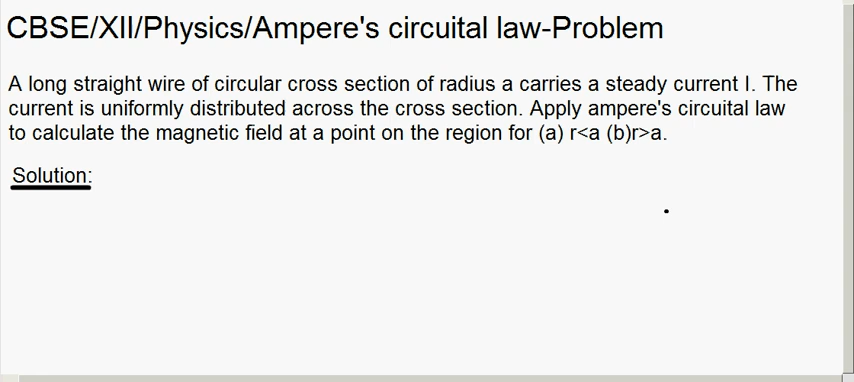 CBSE/XII/Physics/Ampere's circuital law-Problem
A long straight wire of circular cross section of radius a carries a steady current I. The
current is uniformly distributed across the cross section. Apply ampere's circuital law
to calculate the magnetic field at a point on the region for (a) r<a (b)r>a.
Solution: